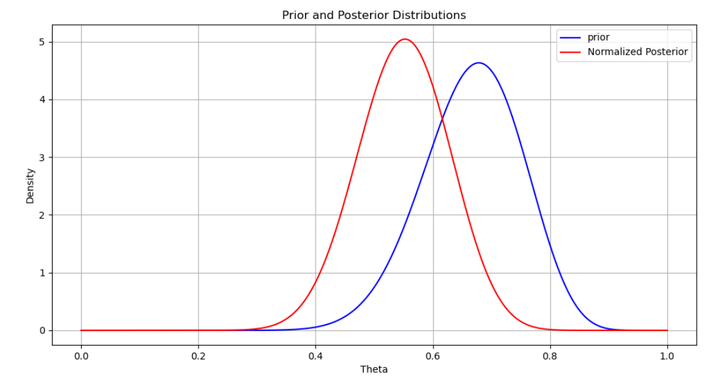 Prior and Posterior Distributions
prior
Normalized Posterior
Density
5
4
3
2
1
0
0.0 0.2 0.4 0.6 0.8 1.0
Theta